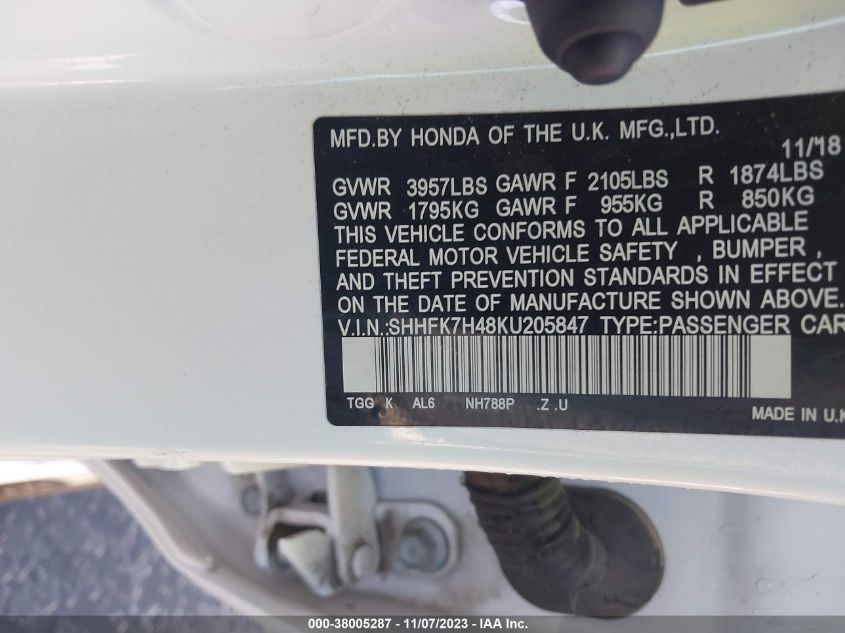 MFD.BY HONDA OF THE U.K. MFG.,LTD.
11/18
GVWR 3957LBS GAWR F 2105LBS R 1874LBS
GVWR 1795KG GAWR F 955KG R 850KG
THIS VEHICLE CONFORMS TO ALL APPLICABLE
FEDERAL MOTOR VEHICLE SAFETY , BUMPER ,
AND THEFT PREVENTION STANDARDS IN EFFECT
ON THE DATE OF MANUFACTURE SHOWN ABOVE.
V.I.N.:SHHFK7H48KU205847 TYPE:PASSENGER CAR
TGG K AL6 NH788P .Z .U
MADE IN U.K
000-38005287 - 11/07/2023 - IAA Inc.